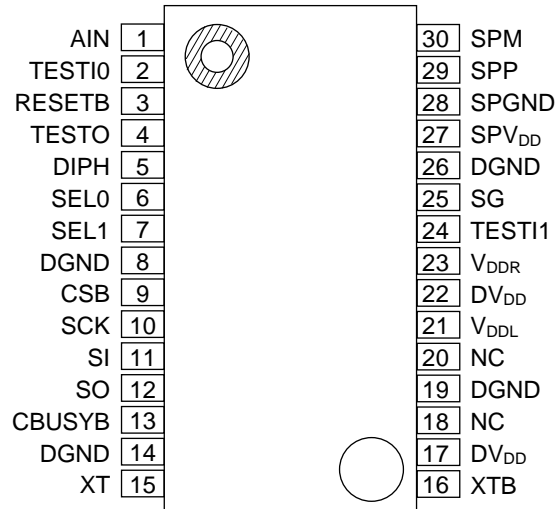 AIN 1 30 SPM
TESTI0 2 29 SPP
RESETB 3 28 SPGND
TESTO 4 27 SPVDD
DIPH 5 26 DGND
SEL0 6 25 SG
SEL1 7 24 TESTI1
DGND 8 23 VDDR
CSB 9 22 DVDD
SCK 10 21 VDDL
SI 11 20 NC
SO 12 19 DGND
CBUSYB 13 18 NC
DGND 14 17 DVDD
XT 15 16 XTB